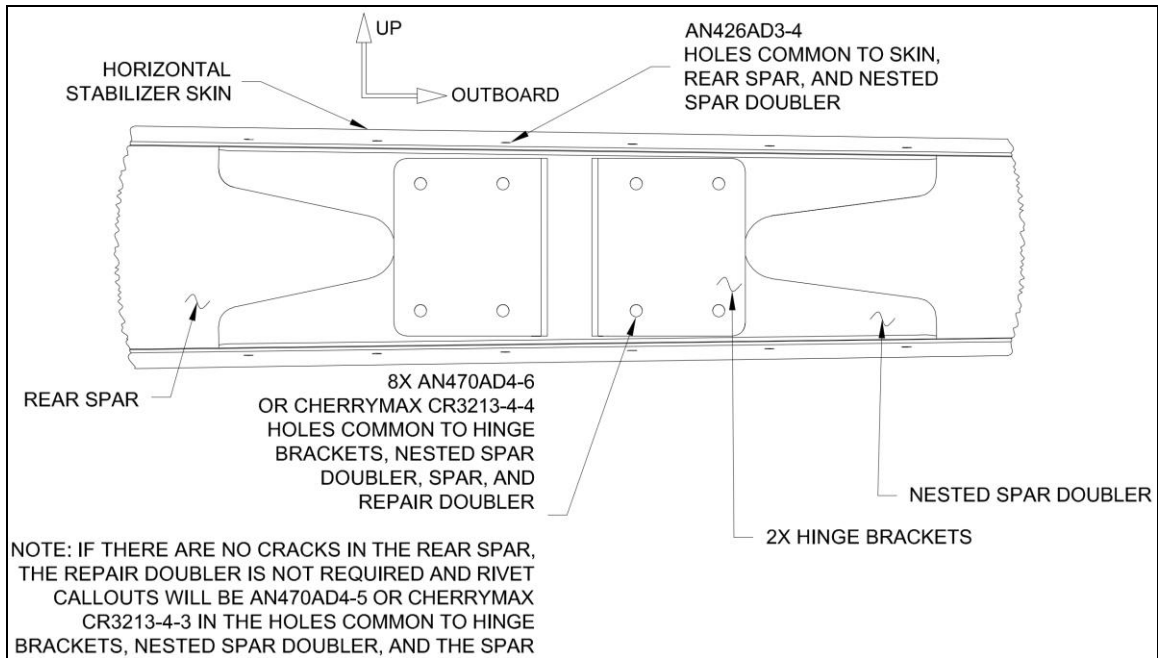 UP
OUTBOARD
HORIZONTAL
STABILIZER SKIN
AN426AD3-4
HOLES COMMON TO SKIN,
REAR SPAR, AND NESTED
SPAR DOUBLER
REAR SPAR
8X AN470AD4-6
OR CHERRYMAX CR3213-4-4
HOLES COMMON TO HINGE
BRACKETS, NESTED SPAR
DOUBLER, SPAR, AND
REPAIR DOUBLER
NESTED SPAR DOUBLER
2X HINGE BRACKETS
NOTE: IF THERE ARE NO CRACKS IN THE REAR SPAR,
THE REPAIR DOUBLER IS NOT REQUIRED AND RIVET
CALLOUTS WILL BE AN470AD4-5 OR CHERRYMAX
CR3213-4-3 IN THE HOLES COMMON TO HINGE
BRACKETS, NESTED SPAR DOUBLER, AND THE SPAR